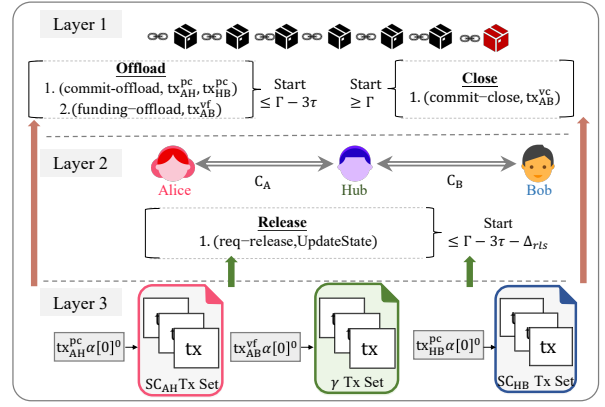 Layer 1
Offload
1. (commit-offload, tx_AH^pc, tx_HB^pc)
2.(funding−offload, tx_AB^vf)
Start
≤ Γ − 3τ
Start
≥ Γ
Close
1. (commit−close, tx_AB^vc)
Layer 2
Alice
C_A
Hub
C_B
Bob
Release
1. (req−release,UpdateState)
Start
≤ Γ − 3τ − Δ_rls
Layer 3
tx_AH^pc α[0]^0
tx
SC_AH Tx Set
tx_AB^vf α[0]^0
tx
γ Tx Set
tx_HB^pc α[0]^0
tx
SC_HB Tx Set